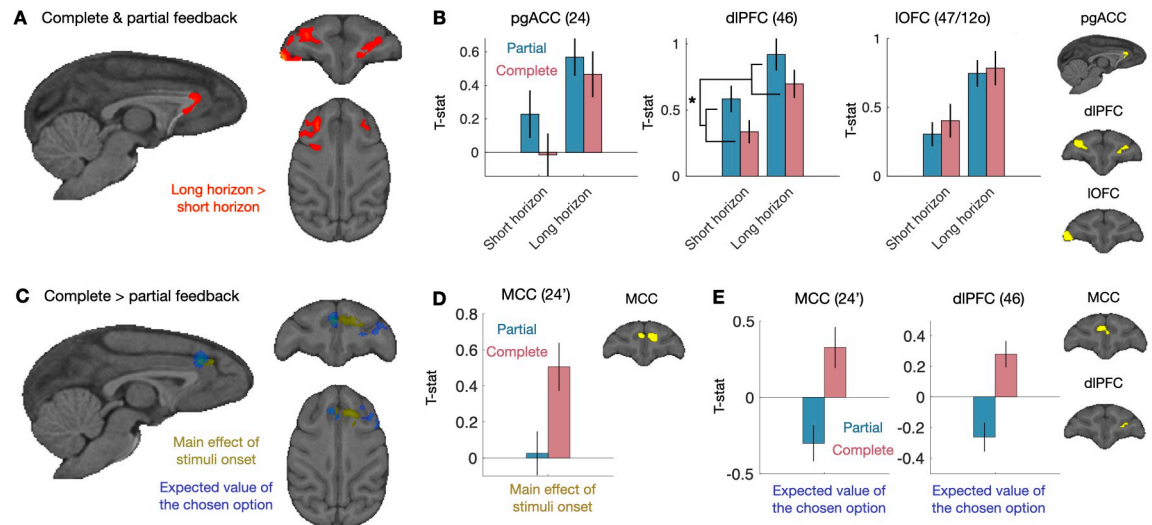 A Complete & partial feedback
Long horizon >
short horizon
B
pgACC (24)
T-stat
0.6
0.4
0.2
0
Partial
Complete
Short horizon
Long horizon
dlPFC (46)
T-stat
1
0.5
0
*
Short horizon
Long horizon
lOFC (47/12o)
T-stat
1
0.5
0
Short horizon
Long horizon
pgACC
dlPFC
lOFC
C Complete > partial feedback
Main effect of
stimuli onset
Expected value of
the chosen option
D
MCC (24')
T-stat
0.8
0.6
0.4
0.2
0
Partial
Complete
Main effect of
stimuli onset
MCC
E
MCC (24')
T-stat
0.5
0
-0.5
Partial
Complete
Expected value of
the chosen option
dlPFC (46)
0.4
0.2
0
-0.2
-0.4
Expected value of
the chosen option
MCC
dlPFC